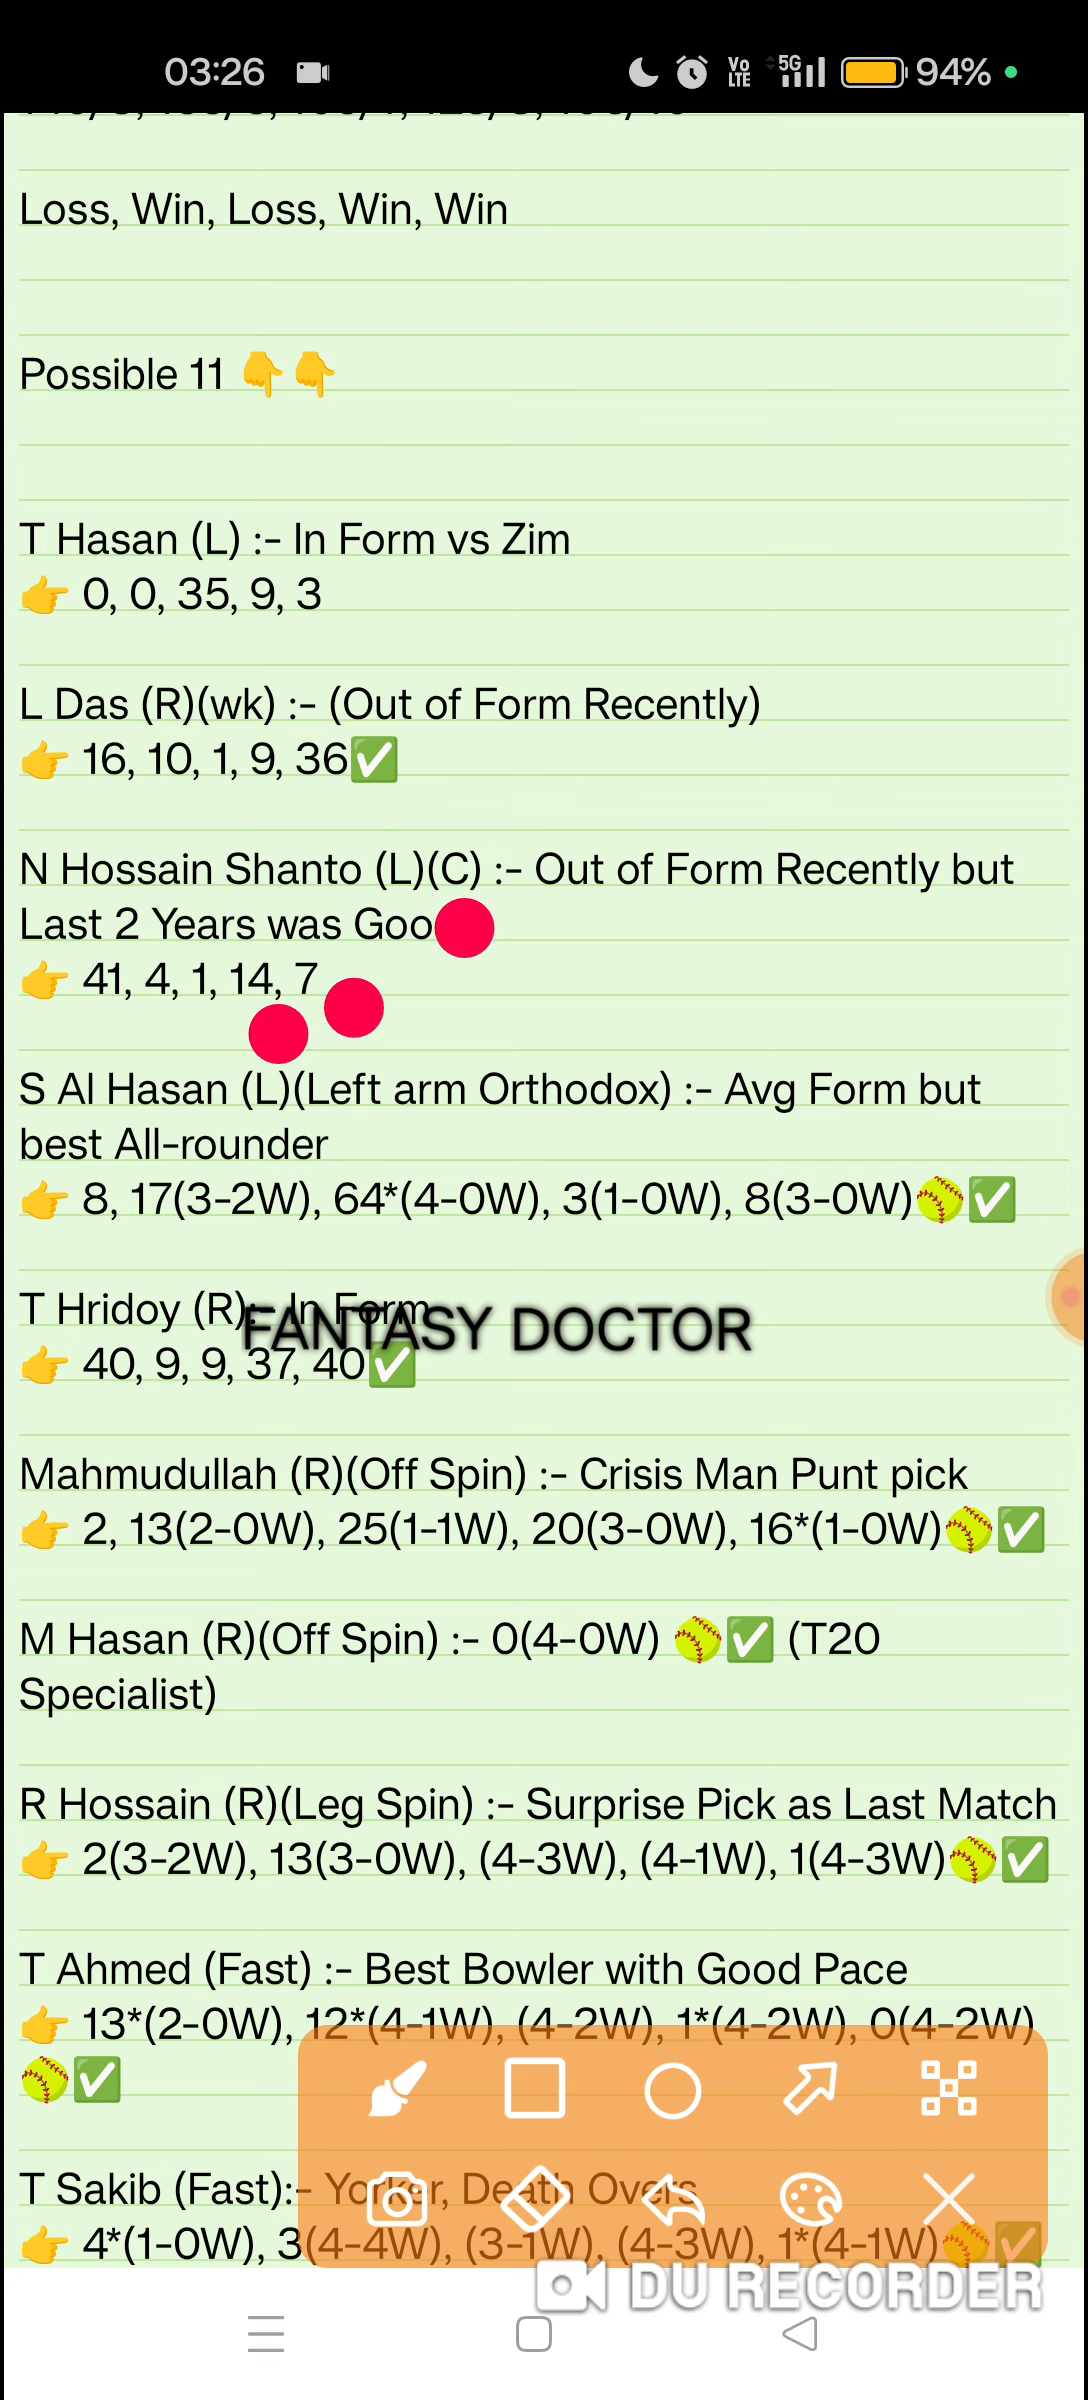 03:26
Vo LTE 5G 94%
Loss, Win, Loss, Win, Win
Possible 11 👇👇
T Hasan (L) :- In Form vs Zim
👉 0, 0, 35, 9, 3
L Das (R)(wk) :- (Out of Form Recently)
👉 16, 10, 1, 9, 36✅
N Hossain Shanto (L)(C) :- Out of Form Recently but
Last 2 Years was Goo
👉 41, 4, 1, 14, 7
S Al Hasan (L)(Left arm Orthodox) :- Avg Form but
best All-rounder
👉 8, 17(3-2W), 64*(4-0W), 3(1-0W), 8(3-0W)🥎✅
T Hridoy (R):- In Form
FANTASY DOCTOR
👉 40, 9, 9, 37, 40✅
Mahmudullah (R)(Off Spin) :- Crisis Man Punt pick
👉 2, 13(2-0W), 25(1-1W), 20(3-0W), 16*(1-0W)🥎✅
M Hasan (R)(Off Spin) :- 0(4-0W) 🥎✅ (T20
Specialist)
R Hossain (R)(Leg Spin) :- Surprise Pick as Last Match
👉 2(3-2W), 13(3-0W), (4-3W), (4-1W), 1(4-3W)🥎✅
T Ahmed (Fast) :- Best Bowler with Good Pace
👉 13*(2-0W), 12*(4-1W), (4-2W), 1*(4-2W), 0(4-2W)
🥎✅
T Sakib (Fast):- Yorker, Death Overs
👉 4*(1-0W), 3(4-4W), (3-1W), (4-3W), 1*(4-1W)🥎✅
DU RECORDER